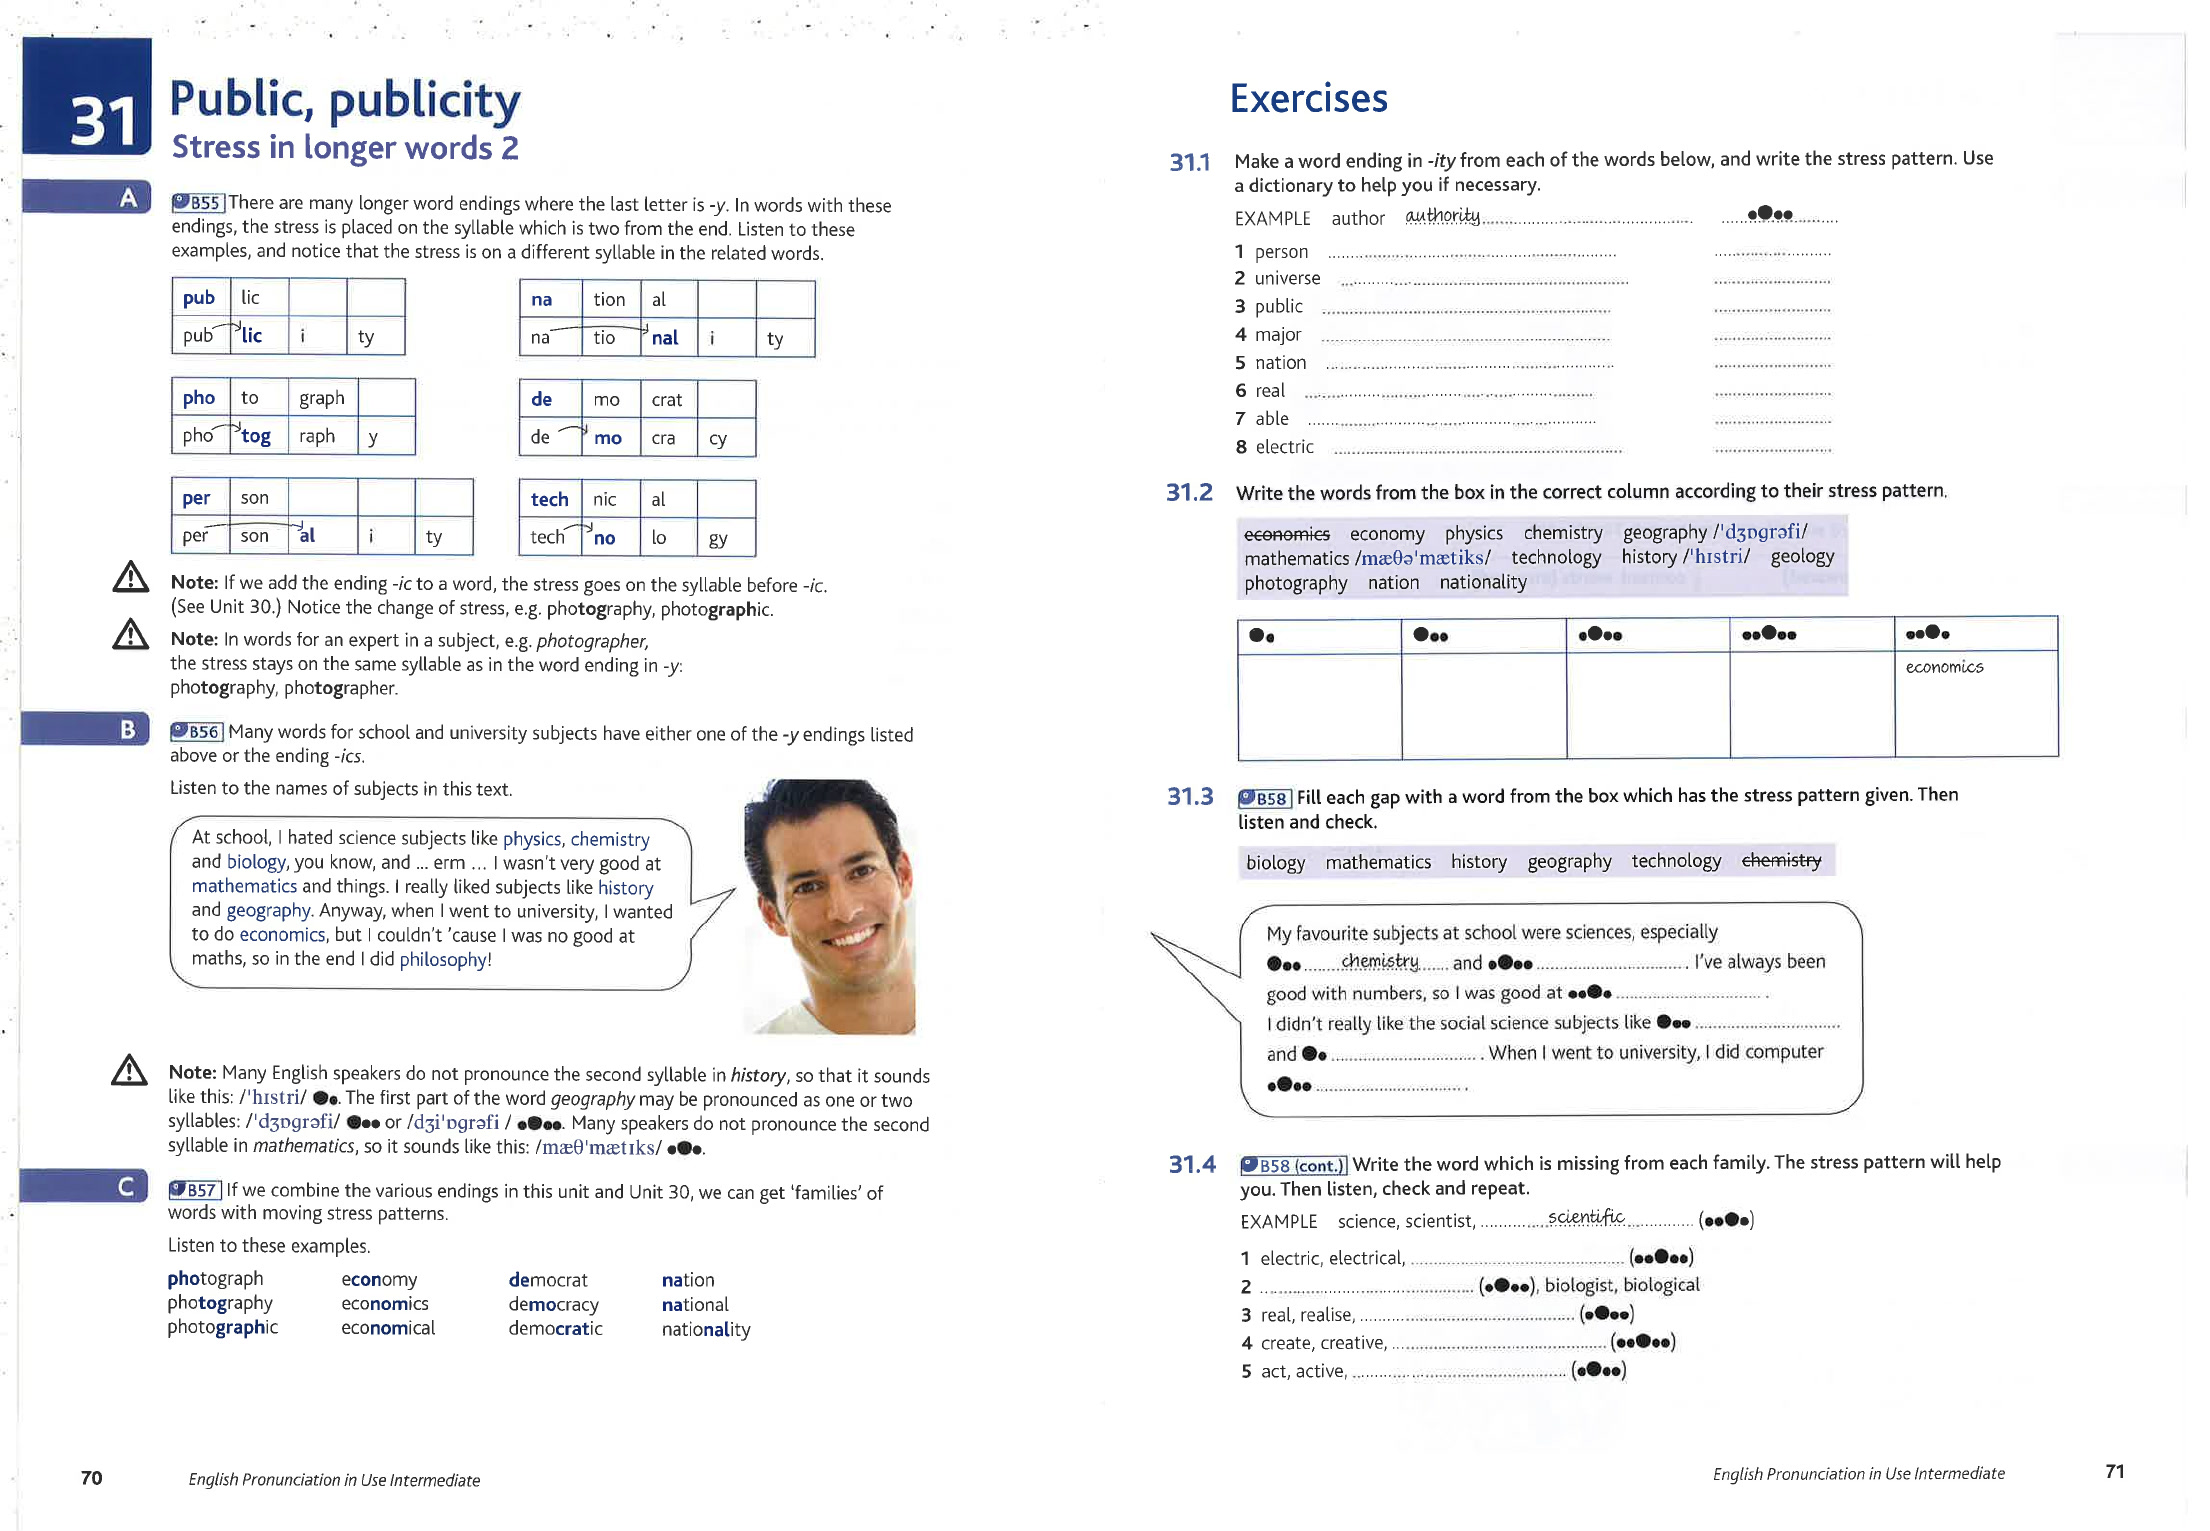 31
Public, publicity
Stress in longer words 2
A
B55 There are many longer word endings where the last letter is -y. In words with these
endings, the stress is placed on the syllable which is two from the end. Listen to these
examples, and notice that the stress is on a different syllable in the related words.
pub lic
pub lic i ty
na tion al
na tio nal i ty
pho to graph
pho tog raph y
de mo crat
de mo cra cy
per son
per son al i ty
tech nic al
tech no lo gy
Note: If we add the ending -ic to a word, the stress goes on the syllable before -ic.
(See Unit 30.) Notice the change of stress, e.g. photography, photographic.
Note: In words for an expert in a subject, e.g. photographer,
the stress stays on the same syllable as in the word ending in -y:
photography, photographer.
B
B56 Many words for school and university subjects have either one of the -y endings listed
above or the ending -ics.
Listen to the names of subjects in this text.
At school, I hated science subjects like physics, chemistry
and biology, you know, and ... erm ... I wasn't very good at
mathematics and things. I really liked subjects like history
and geography. Anyway, when I went to university, I wanted
to do economics, but I couldn't 'cause I was no good at
maths, so in the end I did philosophy!
Note: Many English speakers do not pronounce the second syllable in history, so that it sounds
like this: /ˈhɪstri/ ●•. The first part of the word geography may be pronounced as one or two
syllables: /ˈdʒɒgrəfi/ ●•• or /dʒiˈɒgrəfi / •●••. Many speakers do not pronounce the second
syllable in mathematics, so it sounds like this: /mæθˈmætɪks/ •●•.
C
B57 If we combine the various endings in this unit and Unit 30, we can get 'families' of
words with moving stress patterns.
Listen to these examples.
photograph economy democrat nation
photography economics democracy national
photographic economical democratic nationality
70 English Pronunciation in Use Intermediate
Exercises
31.1 Make a word ending in -ity from each of the words below, and write the stress pattern. Use
a dictionary to help you if necessary.
EXAMPLE author authority •●••
1 person
2 universe
3 public
4 major
5 nation
6 real
7 able
8 electric
31.2 Write the words from the box in the correct column according to their stress pattern.
economics economy physics chemistry geography /ˈdʒɒgrəfi/
mathematics /mæθəˈmætiks/ technology history /ˈhɪstri/ geology
photography nation nationality
●• ●•• •●•• ••●•• ••●•
economics
31.3 B58 Fill each gap with a word from the box which has the stress pattern given. Then
listen and check.
biology mathematics history geography technology chemistry
My favourite subjects at school were sciences, especially
●•• chemistry and •●•• . I've always been
good with numbers, so I was good at ••●• .
I didn't really like the social science subjects like ●••
and ●• . When I went to university, I did computer
•●•• .
31.4 B58 (cont.) Write the word which is missing from each family. The stress pattern will help
you. Then listen, check and repeat.
EXAMPLE science, scientist, scientific (••●•)
1 electric, electrical, (••●••)
2 (•●••), biologist, biological
3 real, realise, (•●••)
4 create, creative, (••●••)
5 act, active, (•●••)
English Pronunciation in Use Intermediate 71